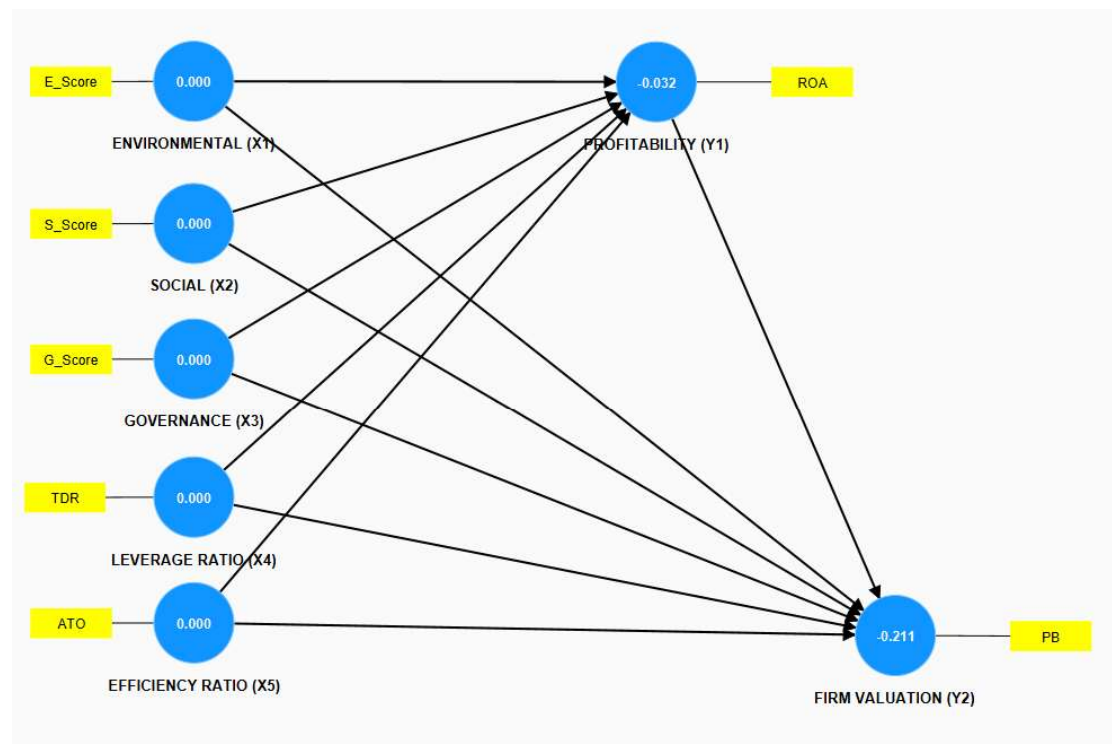 E_Score
0.000
ENVIRONMENTAL (X1)
-0.032
ROA
PROFITABILITY (Y1)
S_Score
0.000
SOCIAL (X2)
G_Score
0.000
GOVERNANCE (X3)
TDR
0.000
LEVERAGE RATIO (X4)
ATO
0.000
EFFICIENCY RATIO (X5)
-0.211
PB
FIRM VALUATION (Y2)